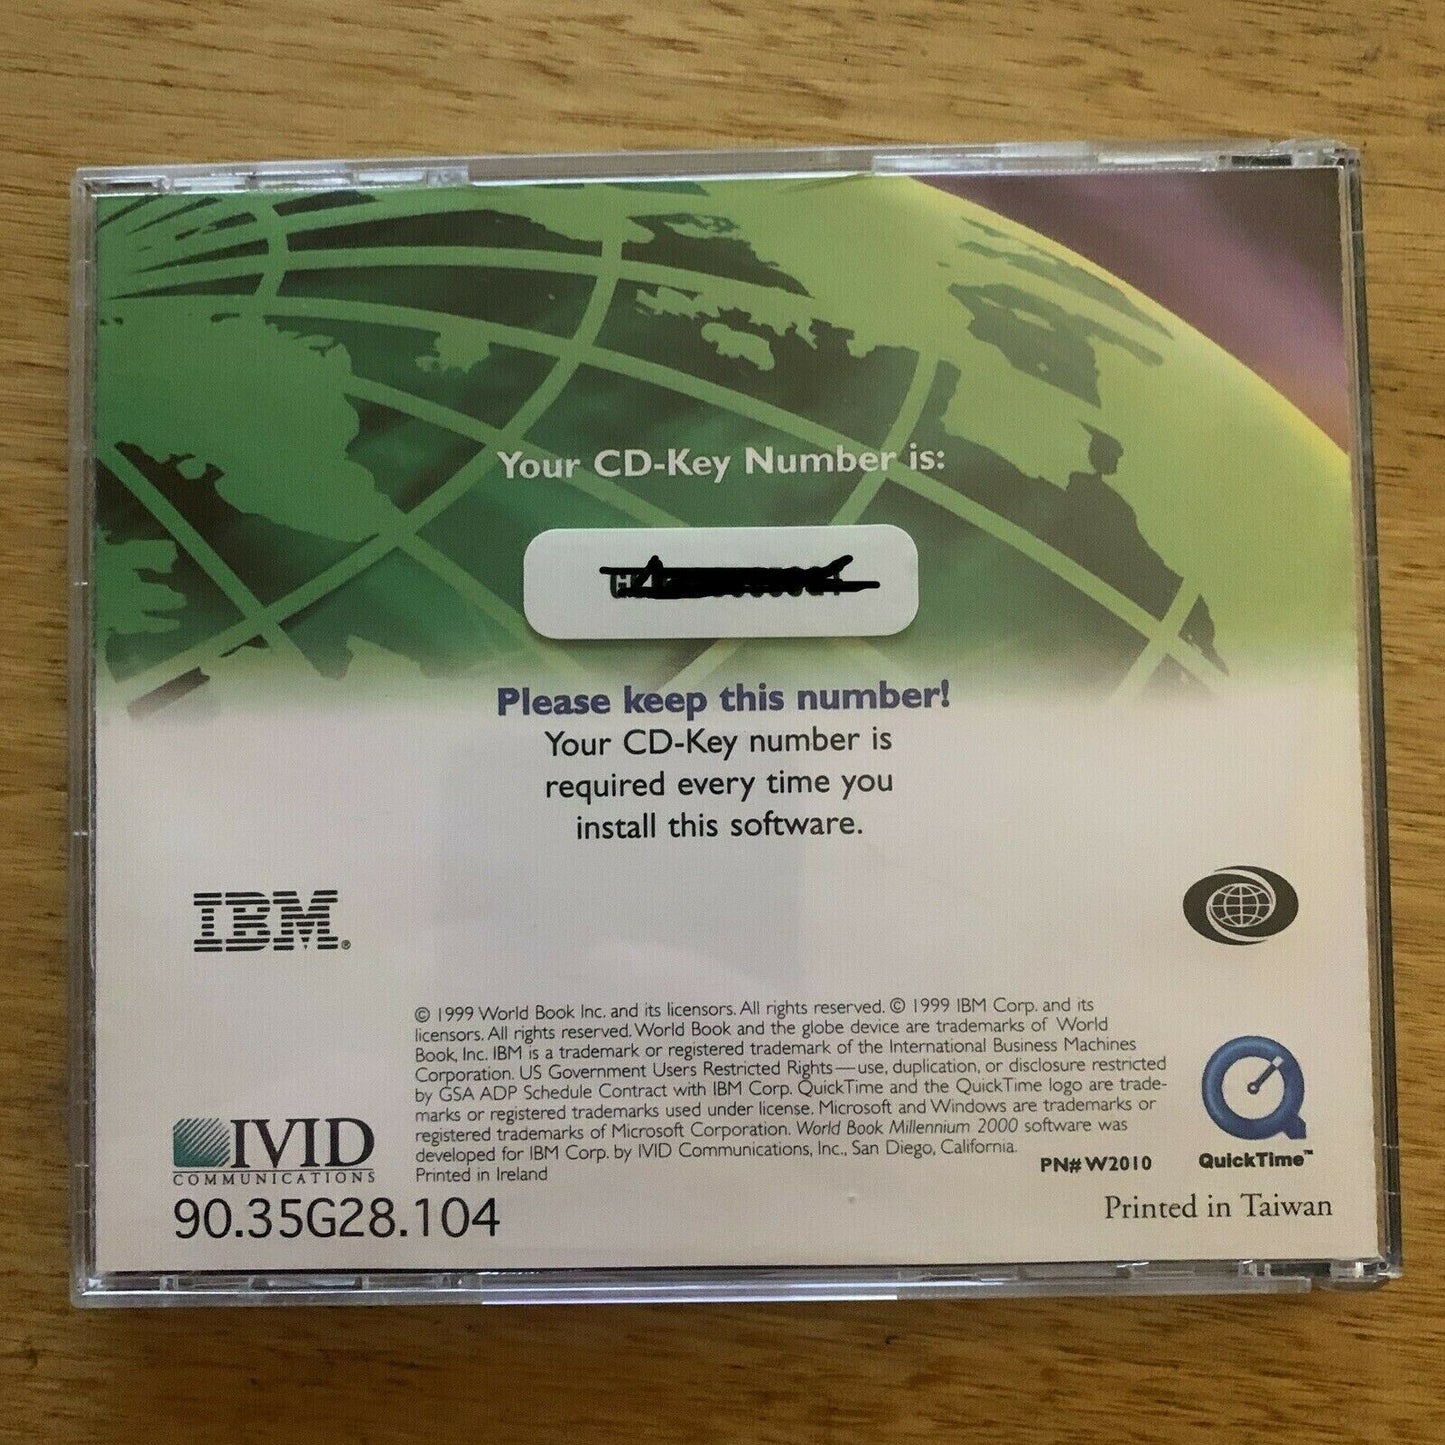 Your CD-Key Number is:
Please keep this number!
Your CD-Key number is
required every time you
install this software.
IBM®
© 1999 World Book Inc. and its licensors. All rights reserved. © 1999 IBM Corp. and its
licensors. All rights reserved. World Book and the globe device are trademarks of World
Book, Inc. IBM is a trademark or registered trademark of the International Business Machines
Corporation. US Government Users Restricted Rights—use, duplication, or disclosure restricted
by GSA ADP Schedule Contract with IBM Corp. QuickTime and the QuickTime logo are trade-
marks or registered trademarks used under license. Microsoft and Windows are trademarks or
registered trademarks of Microsoft Corporation. World Book Millennium 2000 software was
developed for IBM Corp. by IVID Communications, Inc., San Diego, California.
Printed in Ireland
PN# W2010
IVID
COMMUNICATIONS
QuickTime™
90.35G28.104
Printed in Taiwan